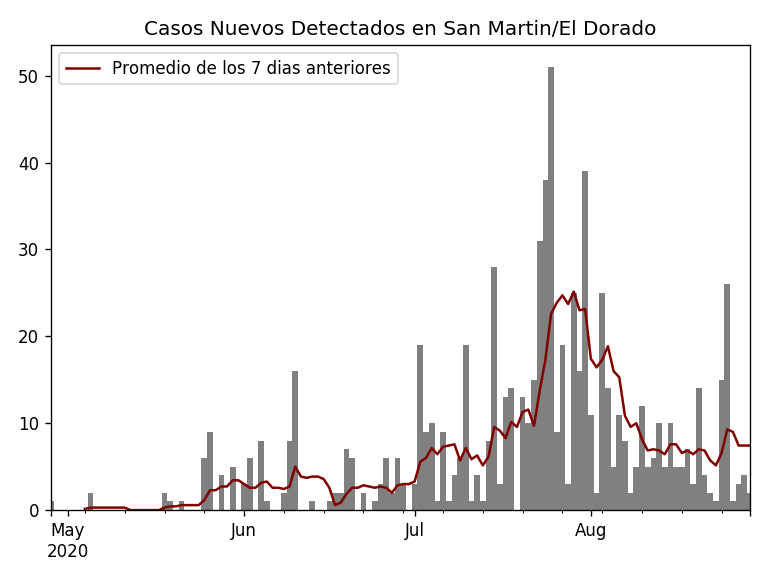 Casos Nuevos Detectados en San Martin/El Dorado
Promedio de los 7 dias anteriores
50
40
30
20
10
0
May Jun Jul Aug
2020